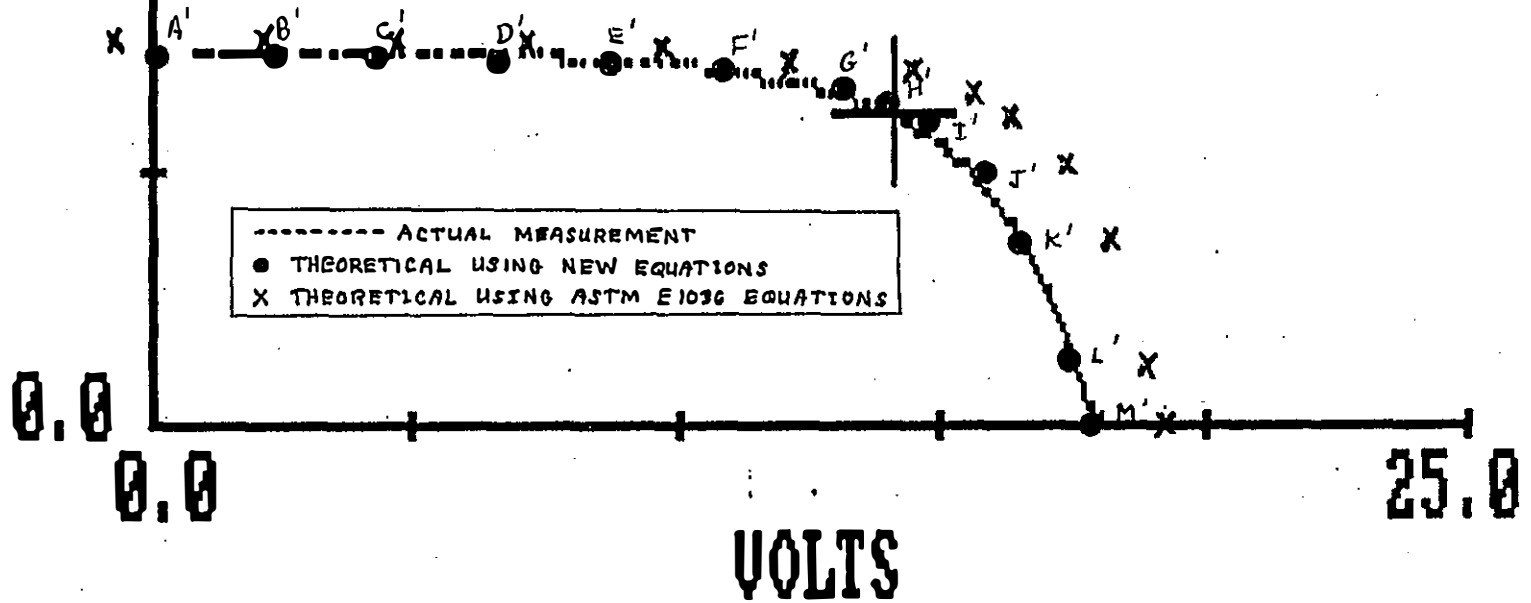 A' B' C' D' E' F' G' H' I' J' K' L' M'
--------- ACTUAL MEASUREMENT
● THEORETICAL USING NEW EQUATIONS
X THEORETICAL USING ASTM E1036 EQUATIONS
0.0
0.0 25.0
VOLTS